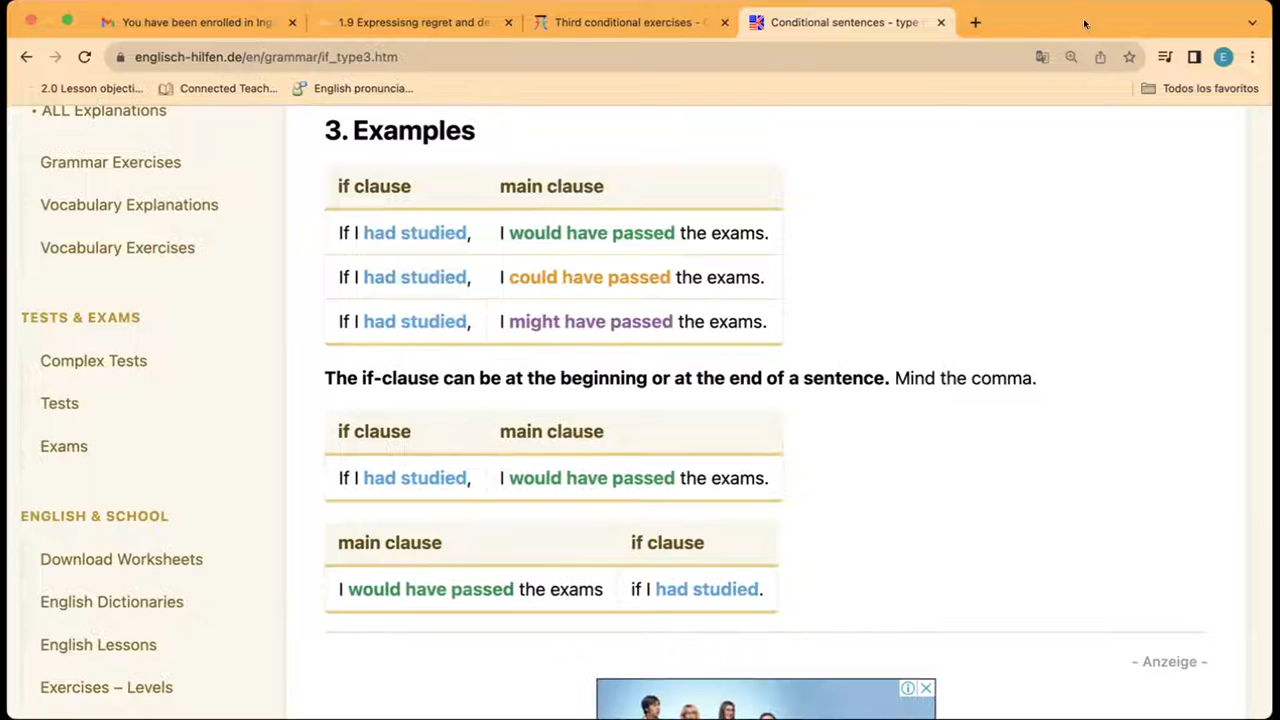 You have been enrolled in Ing
1.9 Expressisng regret and de
Third conditional exercises -
Conditional sentences - type
englisch-hilfen.de/en/grammar/if_type3.htm
E
2.0 Lesson objecti...
Connected Teach...
English pronuncia...
Todos los favoritos
• ALL Explanations
Grammar Exercises
Vocabulary Explanations
Vocabulary Exercises
TESTS & EXAMS
Complex Tests
Tests
Exams
ENGLISH & SCHOOL
Download Worksheets
English Dictionaries
English Lessons
Exercises – Levels
3. Examples
if clause main clause
If I had studied, I would have passed the exams.
If I had studied, I could have passed the exams.
If I had studied, I might have passed the exams.
The if-clause can be at the beginning or at the end of a sentence. Mind the comma.
if clause main clause
If I had studied, I would have passed the exams.
main clause if clause
I would have passed the exams if I had studied.
– Anzeige –